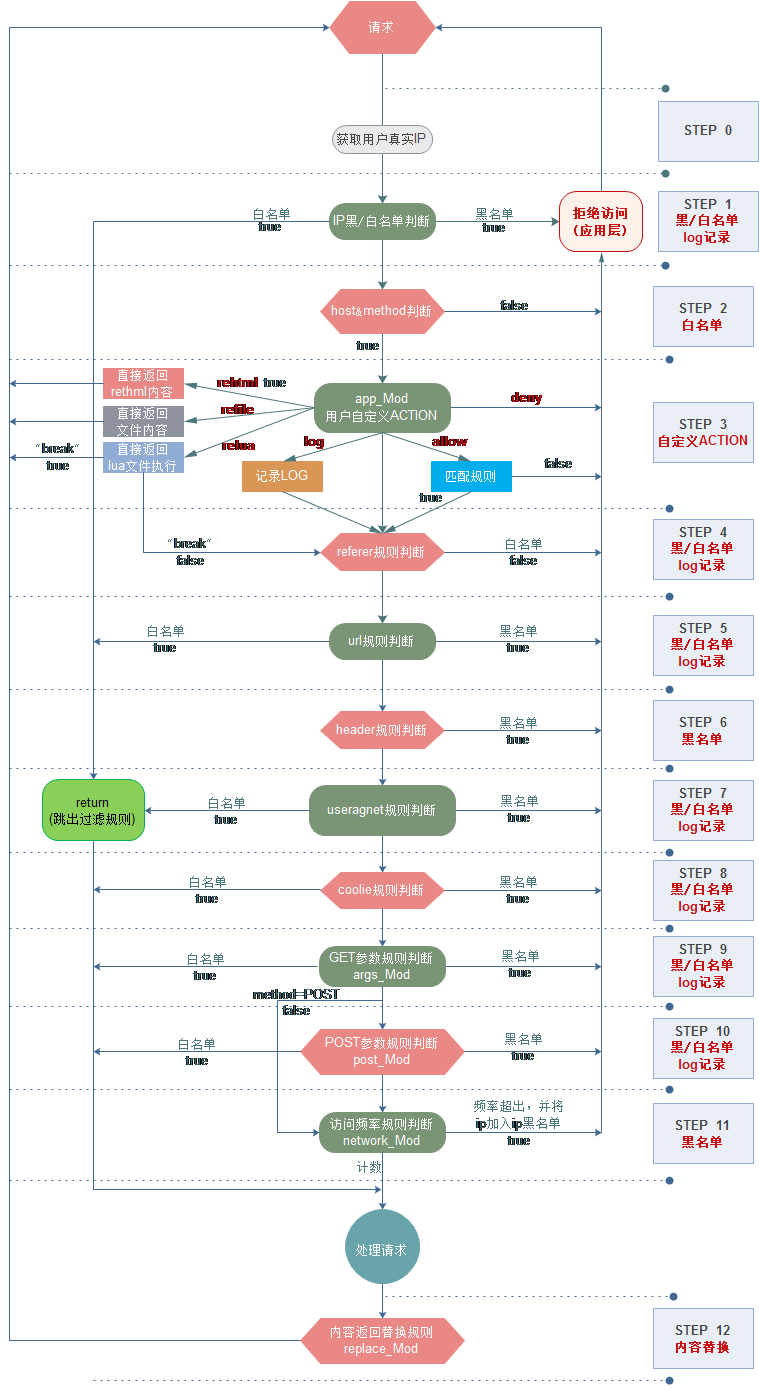 请求
STEP 0
获取用户真实IP
STEP 1
黑/白名单
log记录
白名单
true
IP黑/白名单判断
黑名单
true
拒绝访问
(应用层)
STEP 2
白名单
host&method判断
false
true
直接返回
rethml内容
rehtml true
app_Mod
用户自定义ACTION
deny
STEP 3
自定义ACTION
直接返回
文件内容
refile
"break"
true
直接返回
lua文件执行
relua
log
allow
记录LOG
匹配规则
false
true
STEP 4
黑/白名单
log记录
"break"
false
referer规则判断
白名单
false
STEP 5
黑/白名单
log记录
白名单
true
url规则判断
黑名单
true
STEP 6
黑名单
header规则判断
黑名单
true
return
(跳出过滤规则)
白名单
true
useragnet规则判断
黑名单
true
STEP 7
黑/白名单
log记录
白名单
true
coolie规则判断
黑名单
true
STEP 8
黑/白名单
log记录
白名单
true
GET参数规则判断
args_Mod
黑名单
true
STEP 9
黑/白名单
log记录
method=POST
false
白名单
true
POST参数规则判断
post_Mod
黑名单
true
STEP 10
黑/白名单
log记录
访问频率规则判断
network_Mod
频率超出，并将
ip加入ip黑名单
true
STEP 11
黑名单
计数
处理请求
内容返回替换规则
replace_Mod
STEP 12
内容替换